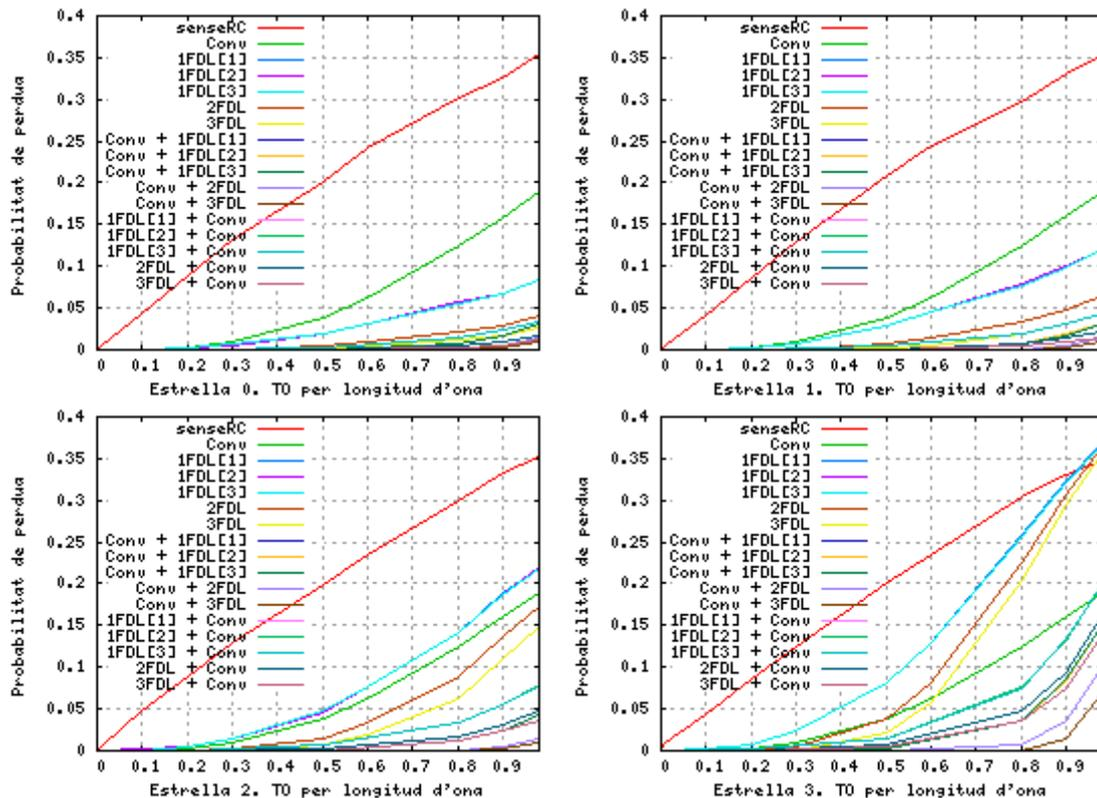 Probabilitat de perdua
0.4
0.35
0.3
0.25
0.2
0.15
0.1
0.05
0
senseRC
Conv
1FDL[1]
1FDL[2]
1FDL[3]
2FDL
3FDL
Conv + 1FDL[1]
Conv + 1FDL[2]
Conv + 1FDL[3]
Conv + 2FDL
Conv + 3FDL
1FDL[1] + Conv
1FDL[2] + Conv
1FDL[3] + Conv
2FDL + Conv
3FDL + Conv
0 0.1 0.2 0.3 0.4 0.5 0.6 0.7 0.8 0.9
Estrella 0. TO per longitud d'ona
Probabilitat de perdua
0.4
0.35
0.3
0.25
0.2
0.15
0.1
0.05
0
senseRC
Conv
1FDL[1]
1FDL[2]
1FDL[3]
2FDL
3FDL
Conv + 1FDL[1]
Conv + 1FDL[2]
Conv + 1FDL[3]
Conv + 2FDL
Conv + 3FDL
1FDL[1] + Conv
1FDL[2] + Conv
1FDL[3] + Conv
2FDL + Conv
3FDL + Conv
0 0.1 0.2 0.3 0.4 0.5 0.6 0.7 0.8 0.9
Estrella 1. TO per longitud d'ona
Probabilitat de perdua
0.4
0.35
0.3
0.25
0.2
0.15
0.1
0.05
0
senseRC
Conv
1FDL[1]
1FDL[2]
1FDL[3]
2FDL
3FDL
Conv + 1FDL[1]
Conv + 1FDL[2]
Conv + 1FDL[3]
Conv + 2FDL
Conv + 3FDL
1FDL[1] + Conv
1FDL[2] + Conv
1FDL[3] + Conv
2FDL + Conv
3FDL + Conv
0 0.1 0.2 0.3 0.4 0.5 0.6 0.7 0.8 0.9
Estrella 2. TO per longitud d'ona
Probabilitat de perdua
0.4
0.35
0.3
0.25
0.2
0.15
0.1
0.05
0
senseRC
Conv
1FDL[1]
1FDL[2]
1FDL[3]
2FDL
3FDL
Conv + 1FDL[1]
Conv + 1FDL[2]
Conv + 1FDL[3]
Conv + 2FDL
Conv + 3FDL
1FDL[1] + Conv
1FDL[2] + Conv
1FDL[3] + Conv
2FDL + Conv
3FDL + Conv
0 0.1 0.2 0.3 0.4 0.5 0.6 0.7 0.8 0.9
Estrella 3. TO per longitud d'ona